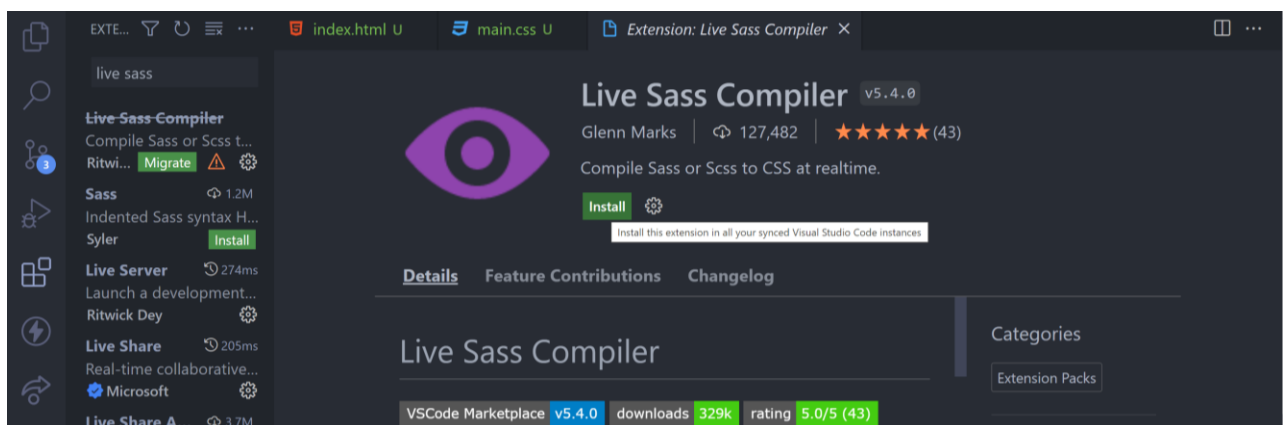 EXTE...
live sass
Live Sass Compiler
Compile Sass or Scss t...
Ritwi... Migrate
3
Sass 1.2M
Indented Sass syntax H...
Syler Install
Live Server 274ms
Launch a development...
Ritwick Dey
Live Share 205ms
Real-time collaborative...
Microsoft
Live Share A... 3.7M
index.html U
main.css U
Extension: Live Sass Compiler
Live Sass Compiler v5.4.0
Glenn Marks 127,482 (43)
Compile Sass or Scss to CSS at realtime.
Install
Install this extension in all your synced Visual Studio Code instances
Details Feature Contributions Changelog
Live Sass Compiler
VSCode Marketplace v5.4.0 downloads 329k rating 5.0/5 (43)
Categories
Extension Packs